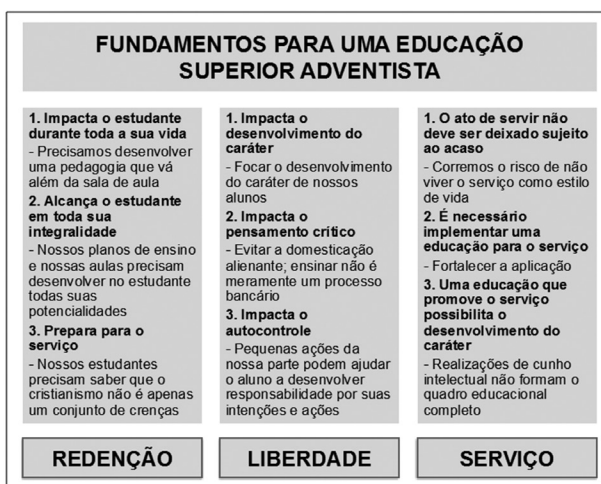 FUNDAMENTOS PARA UMA EDUCAÇÃO
SUPERIOR ADVENTISTA
1. Impacta o estudante
durante toda a sua vida
- Precisamos desenvolver
uma pedagogia que vá
além da sala de aula
2. Alcança o estudante
em toda sua
integralidade
- Nossos planos de ensino
e nossas aulas precisam
desenvolver no estudante
todas suas
potencialidades
3. Prepara para o
serviço
- Nossos estudantes
precisam saber que o
cristianismo não é apenas
um conjunto de crenças
1. Impacta o
desenvolvimento do
caráter
- Focar o desenvolvimento
do caráter de nossos
alunos
2. Impacta o
pensamento crítico
- Evitar a domesticação
alienante; ensinar não é
meramente um processo
bancário
3. Impacta o
autocontrole
- Pequenas ações da
nossa parte podem ajudar
o aluno a desenvolver
responsabilidade por suas
intenções e ações
1. O ato de servir não
deve ser deixado sujeito
ao acaso
- Corremos o risco de não
viver o serviço como estilo
de vida
2. É necessário
implementar uma
educação para o serviço
- Fortalecer a aplicação
3. Uma educação que
promove o serviço
possibilita o
desenvolvimento do
caráter
- Realizações de cunho
intelectual não formam o
quadro educacional
completo
REDENÇÃO
LIBERDADE
SERVIÇO